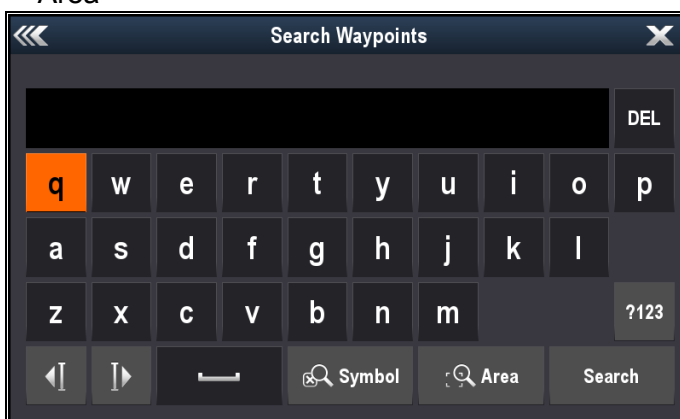 Area
Search Waypoints
DEL
q w e r t y u i o p
a s d f g h j k l
z x c v b n m ?123
Symbol Area Search